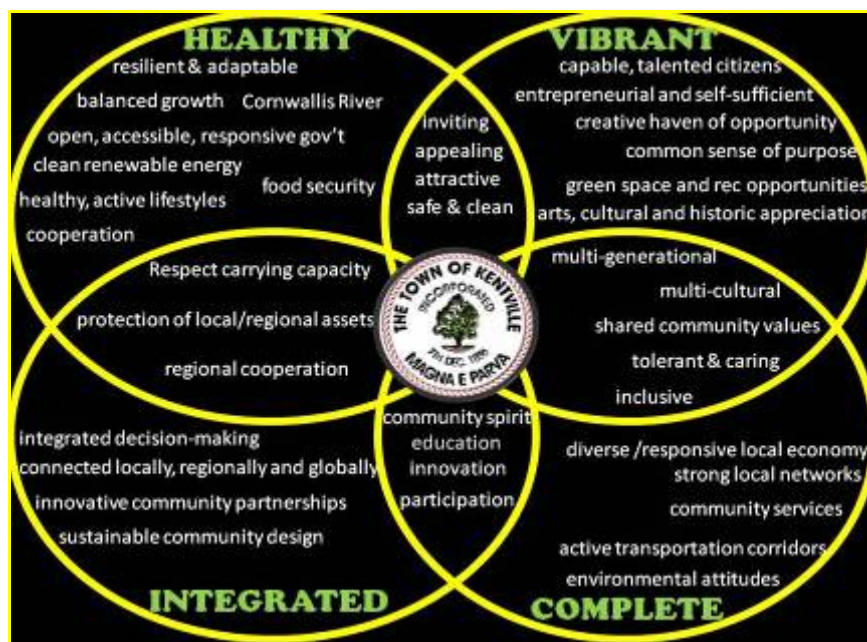 HEALTHY
resilient & adaptable
balanced growth
Cornwallis River
open, accessible, responsive gov't
clean renewable energy
food security
healthy, active lifestyles
cooperation
VIBRANT
capable, talented citizens
entrepreneurial and self-sufficient
creative haven of opportunity
common sense of purpose
green space and rec opportunities
arts, cultural and historic appreciation
inviting
appealing
attractive
safe & clean
Respect carrying capacity
protection of local/regional assets
regional cooperation
THE TOWN OF KENTVILLE
INCORPORATED
7TH DEC. 1886
MAGNA E PARVA
multi-generational
multi-cultural
shared community values
tolerant & caring
inclusive
community spirit
education
innovation
participation
integrated decision-making
connected locally, regionally and globally
innovative community partnerships
sustainable community design
INTEGRATED
diverse /responsive local economy
strong local networks
community services
active transportation corridors
environmental attitudes
COMPLETE